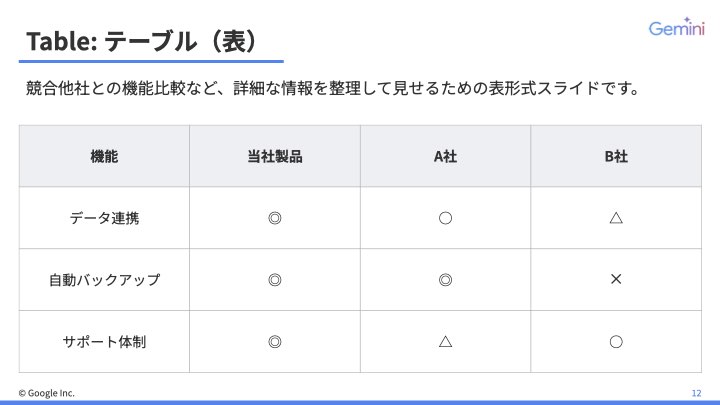 Table: テーブル（表）
Gemini
競合他社との機能比較など、詳細な情報を整理して見せるための表形式スライドです。
機能 当社製品 A社 B社
データ連携 ◎ ○ △
自動バックアップ ◎ ◎ ×
サポート体制 ◎ △ ○
© Google Inc.
12